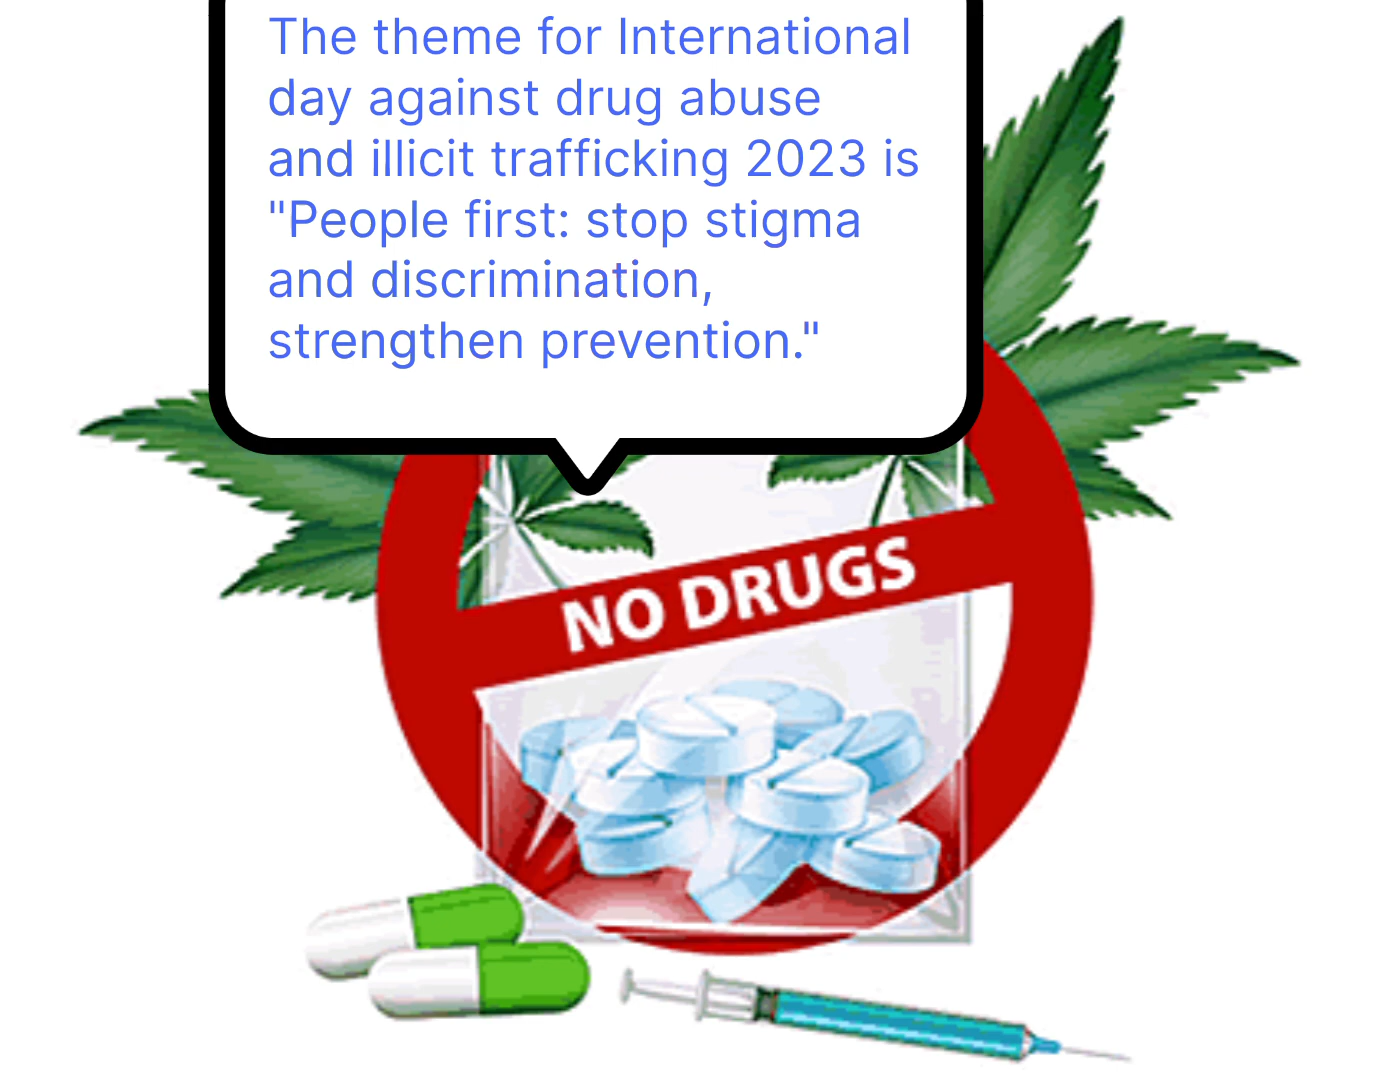 The theme for International
day against drug abuse
and illicit trafficking 2023 is
"People first: stop stigma
and discrimination,
strengthen prevention."
NO DRUGS